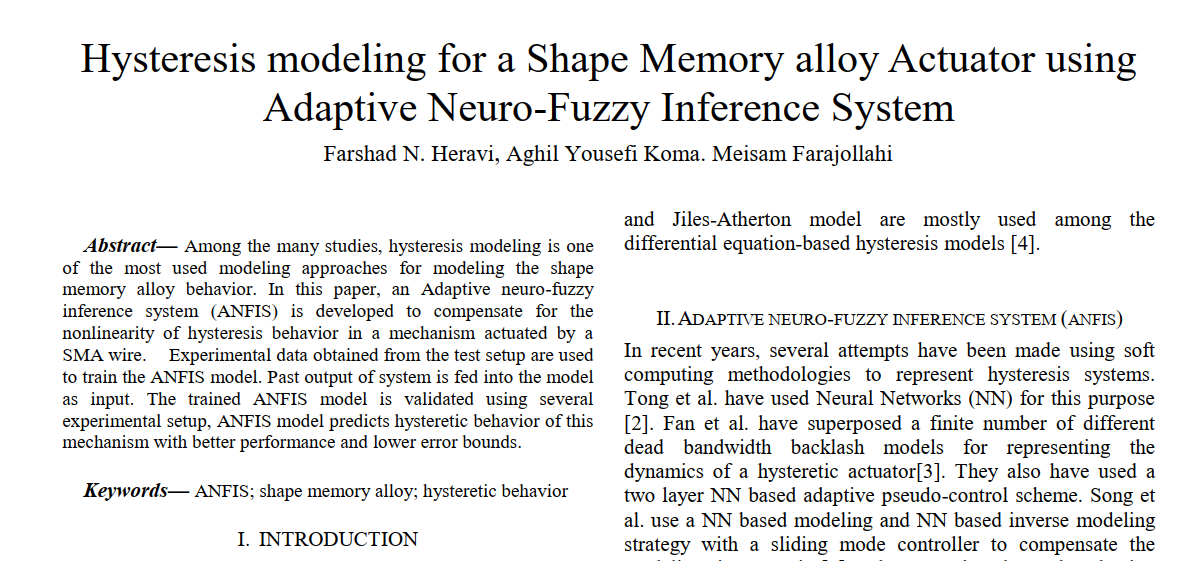 Hysteresis modeling for a Shape Memory alloy Actuator using
Adaptive Neuro-Fuzzy Inference System
Farshad N. Heravi, Aghil Yousefi Koma. Meisam Farajollahi
Abstract— Among the many studies, hysteresis modeling is one
of the most used modeling approaches for modeling the shape
memory alloy behavior. In this paper, an Adaptive neuro-fuzzy
inference system (ANFIS) is developed to compensate for the
nonlinearity of hysteresis behavior in a mechanism actuated by a
SMA wire. Experimental data obtained from the test setup are used
to train the ANFIS model. Past output of system is fed into the model
as input. The trained ANFIS model is validated using several
experimental setup, ANFIS model predicts hysteretic behavior of this
mechanism with better performance and lower error bounds.
Keywords— ANFIS; shape memory alloy; hysteretic behavior
I. INTRODUCTION
and Jiles-Atherton model are mostly used among the
differential equation-based hysteresis models [4].
II. ADAPTIVE NEURO-FUZZY INFERENCE SYSTEM (ANFIS)
In recent years, several attempts have been made using soft
computing methodologies to represent hysteresis systems.
Tong et al. have used Neural Networks (NN) for this purpose
[2]. Fan et al. have superposed a finite number of different
dead bandwidth backlash models for representing the
dynamics of a hysteretic actuator[3]. They also have used a
two layer NN based adaptive pseudo-control scheme. Song et
al. use a NN based modeling and NN based inverse modeling
strategy with a sliding mode controller to compensate the